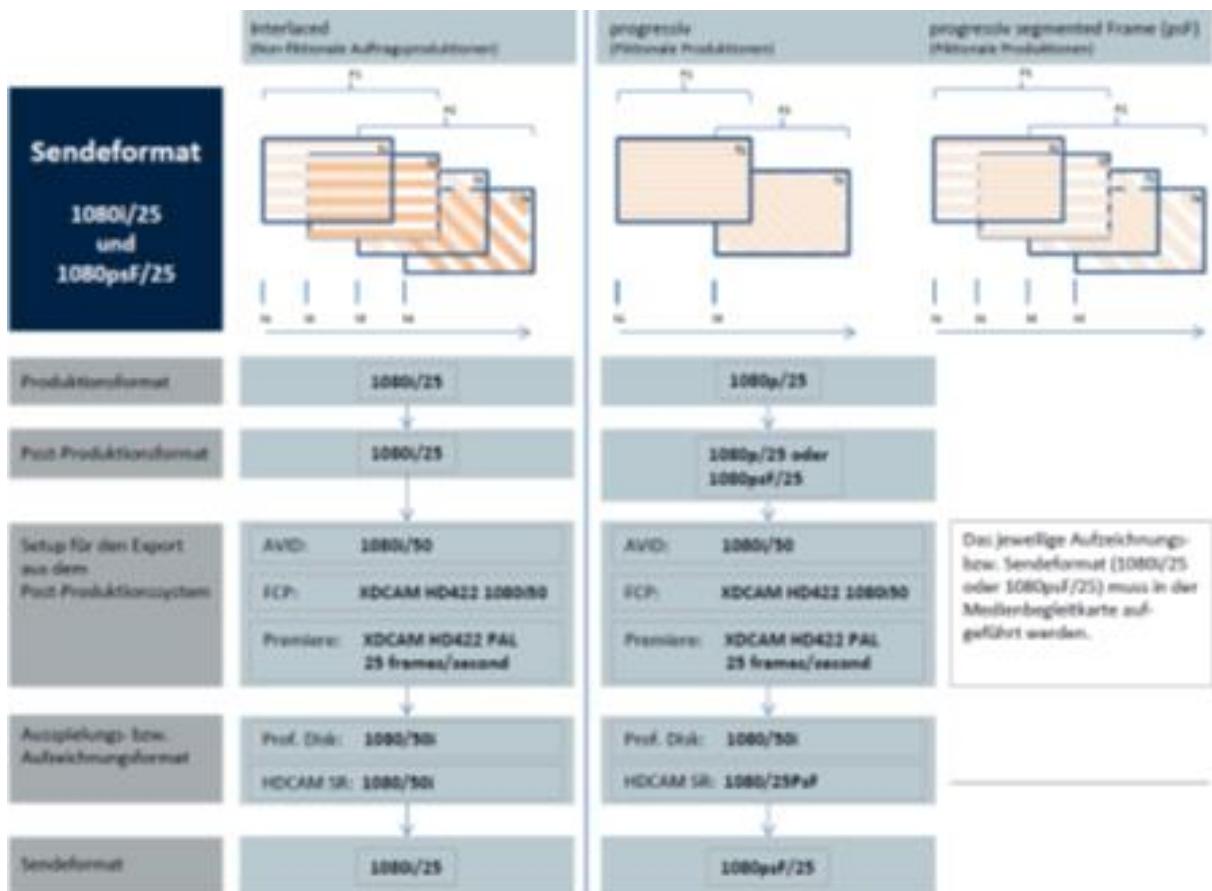 Interlaced
(Non-fiktionale Auftragsproduktionen)
progressiv
(Fiktionale Produktionen)
progressiv segmented Frame (psF)
(Fiktionale Produktionen)
Sendeformat
1080i/25
und
1080psF/25
Produktionsformat
1080i/25
1080p/25
Post-Produktionsformat
1080i/25
1080p/25 oder
1080psF/25
Setup für den Export
aus dem
Post-Produktionssystem
AVID: 1080i/50
FCP: XDCAM HD422 1080i50
Premiere: XDCAM HD422 PAL
25 frames/second
AVID: 1080i/50
FCP: XDCAM HD422 1080i50
Premiere: XDCAM HD422 PAL
25 frames/second
Das jeweilige Aufzeichnungs-
bzw. Sendeformat (1080i/25
oder 1080psF/25) muss in der
Medienbegleitkarte auf-
geführt werden.
Ausspielungs- bzw.
Aufzeichnungsformat
Prof. Disk: 1080/50i
HDCAM SR: 1080/50i
Prof. Disk: 1080/50i
HDCAM SR: 1080/25PsF
Sendeformat
1080i/25
1080psF/25